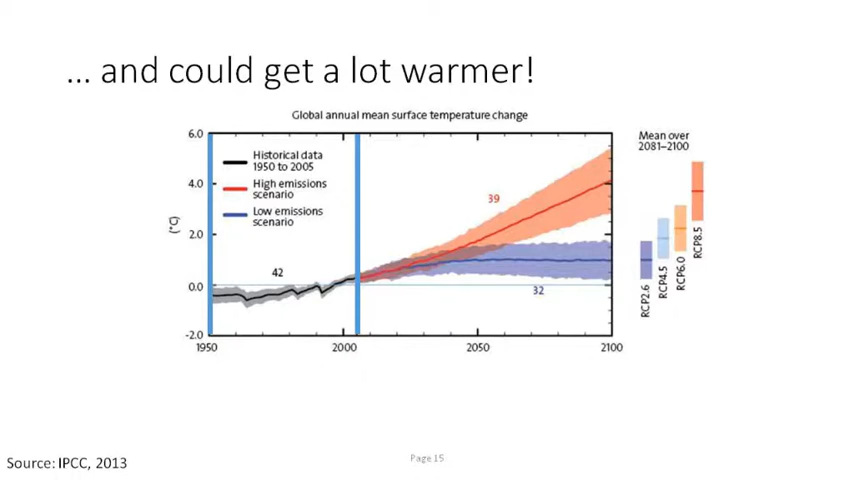 ... and could get a lot warmer!
Global annual mean surface temperature change
6.0
4.0
2.0
0.0
-2.0
(°C)
Historical data
1950 to 2005
High emissions
scenario
Low emissions
scenario
42
39
32
1950
2000
2050
2100
Mean over
2081–2100
RCP2.6
RCP4.5
RCP6.0
RCP8.5
Source: IPCC, 2013
Page 15